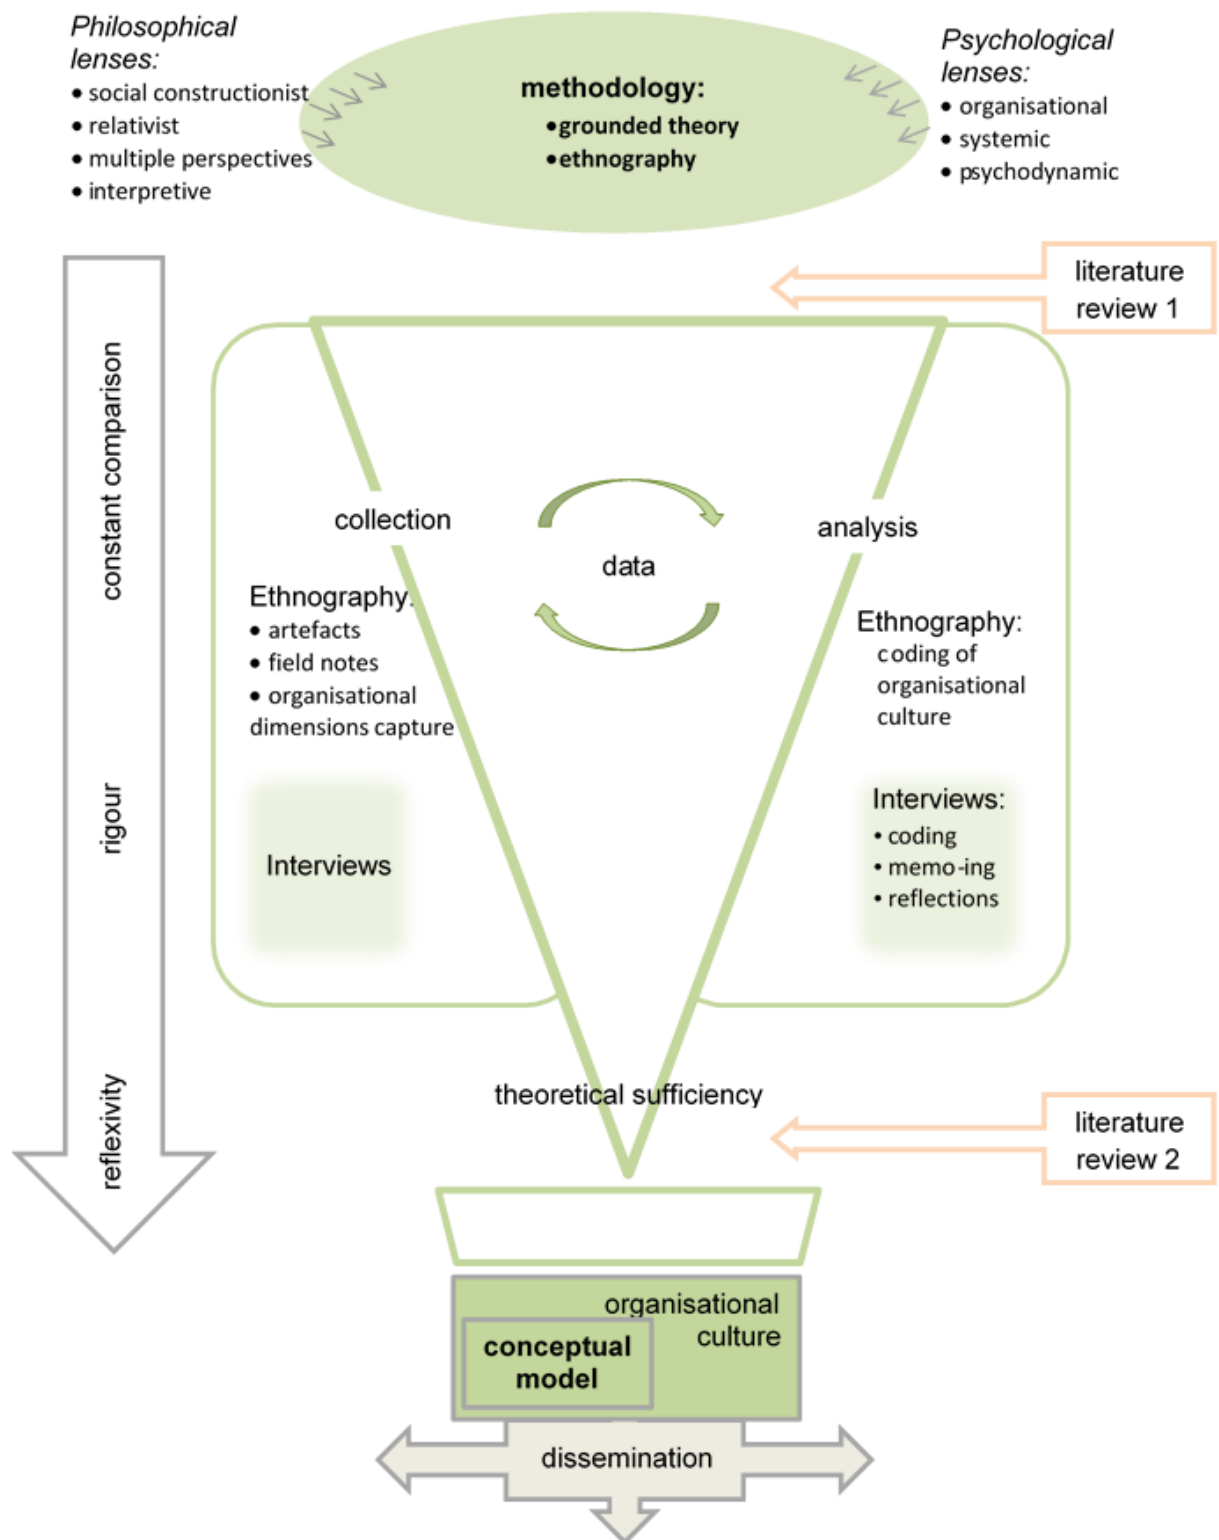 Philosophical
lenses:
• social constructionist
• relativist
• multiple perspectives
• interpretive
methodology:
•grounded theory
•ethnography
Psychological
lenses:
• organisational
• systemic
• psychodynamic
literature
review 1
constant comparison
rigour
reflexivity
collection
data
analysis
Ethnography:
• artefacts
• field notes
• organisational
dimensions capture
Interviews
Ethnography:
coding of
organisational
culture
Interviews:
• coding
• memo-ing
• reflections
theoretical sufficiency
literature
review 2
organisational
culture
conceptual
model
dissemination